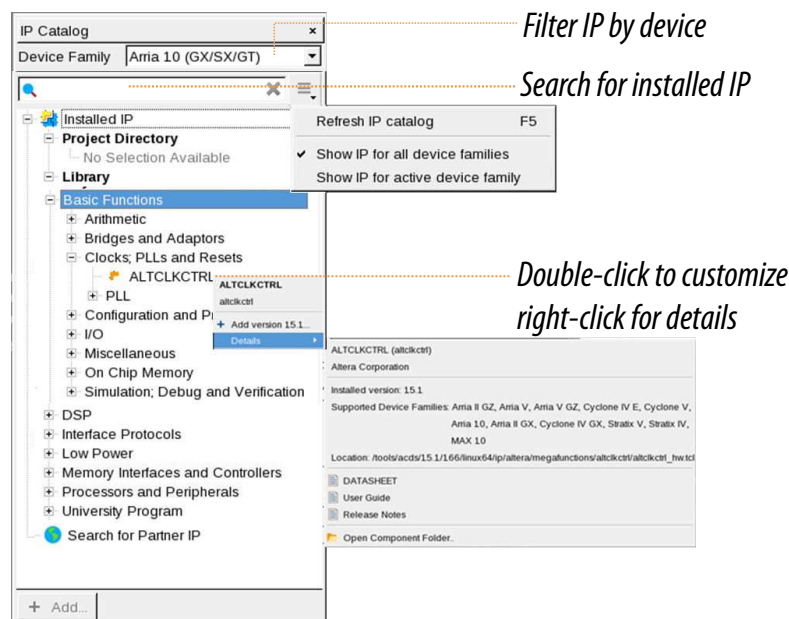 IP Catalog ×
Filter IP by device
Device Family Arria 10 (GX/SX/GT)
Search for installed IP
Installed IP
Project Directory
No Selection Available
Library
Basic Functions
Arithmetic
Bridges and Adaptors
Clocks; PLLs and Resets
ALTCLKCTRL
PLL
Configuration and P
I/O
Miscellaneous
On Chip Memory
Simulation; Debug and Verification
DSP
Interface Protocols
Low Power
Memory Interfaces and Controllers
Processors and Peripherals
University Program
Search for Partner IP
+ Add...
Refresh IP catalog F5
✓ Show IP for all device families
Show IP for active device family
Double-click to customize
right-click for details
ALTCLKCTRL
altclkctrl
+ Add version 15.1...
Details
ALTCLKCTRL (altclkctrl)
Altera Corporation
Installed version: 15.1
Supported Device Families: Arria II GZ, Arria V, Arria V GZ, Cyclone IV E, Cyclone V,
Arria 10, Arria II GX, Cyclone IV GX, Stratix V, Stratix IV,
MAX 10
Location: /tools/acds/15.1/166/linux64/ip/altera/megafunctions/altclkctrl/altclkctrl_hw.tcl
DATASHEET
User Guide
Release Notes
Open Component Folder..